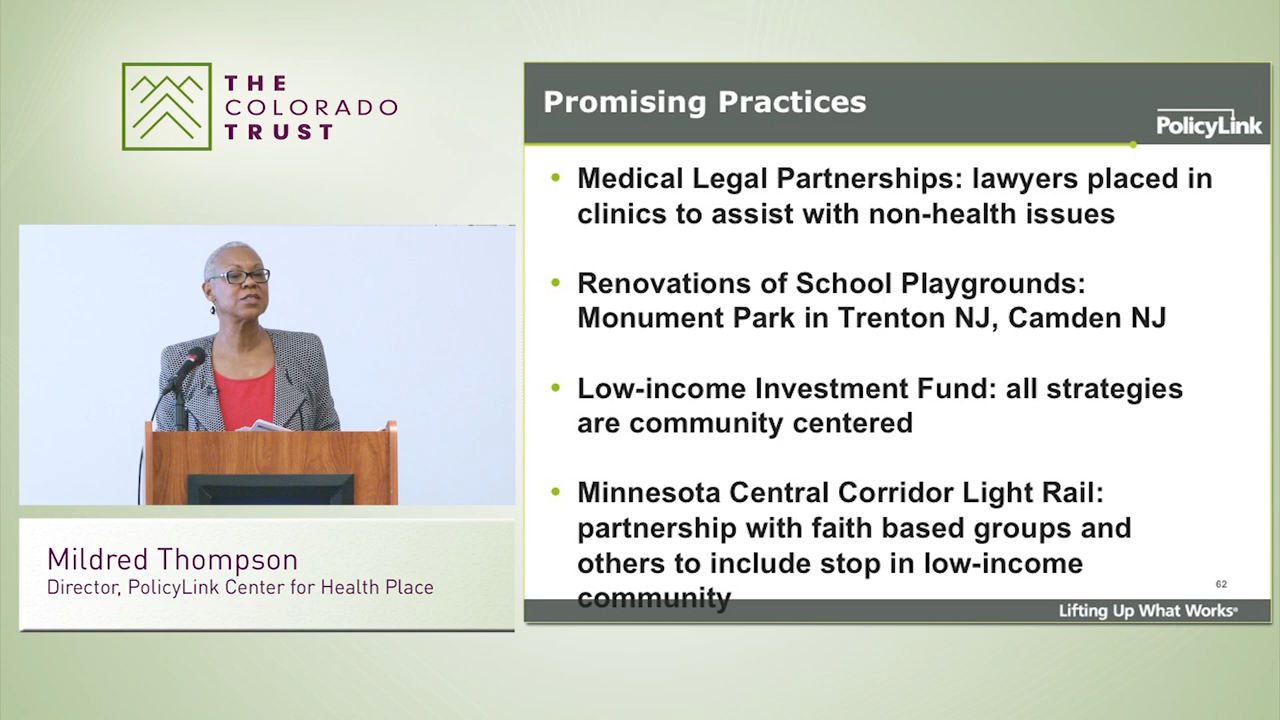 THE
COLORADO
TRUST
Mildred Thompson
Director, PolicyLink Center for Health Place
Promising Practices
PolicyLink
• Medical Legal Partnerships: lawyers placed in
clinics to assist with non-health issues
• Renovations of School Playgrounds:
Monument Park in Trenton NJ, Camden NJ
• Low-income Investment Fund: all strategies
are community centered
• Minnesota Central Corridor Light Rail:
partnership with faith based groups and
others to include stop in low-income
community
62
Lifting Up What Works®